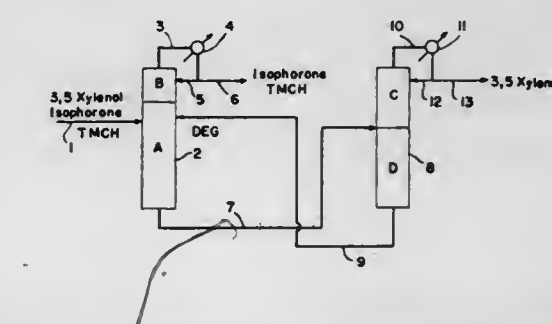 3
4
10
11
B
Isophorone
TMCH
5
6
C
12
13
3,5 Xylenol
3,5 Xylenol
Isophorone
TMCH
1
A
DEG
2
D
8
7
9